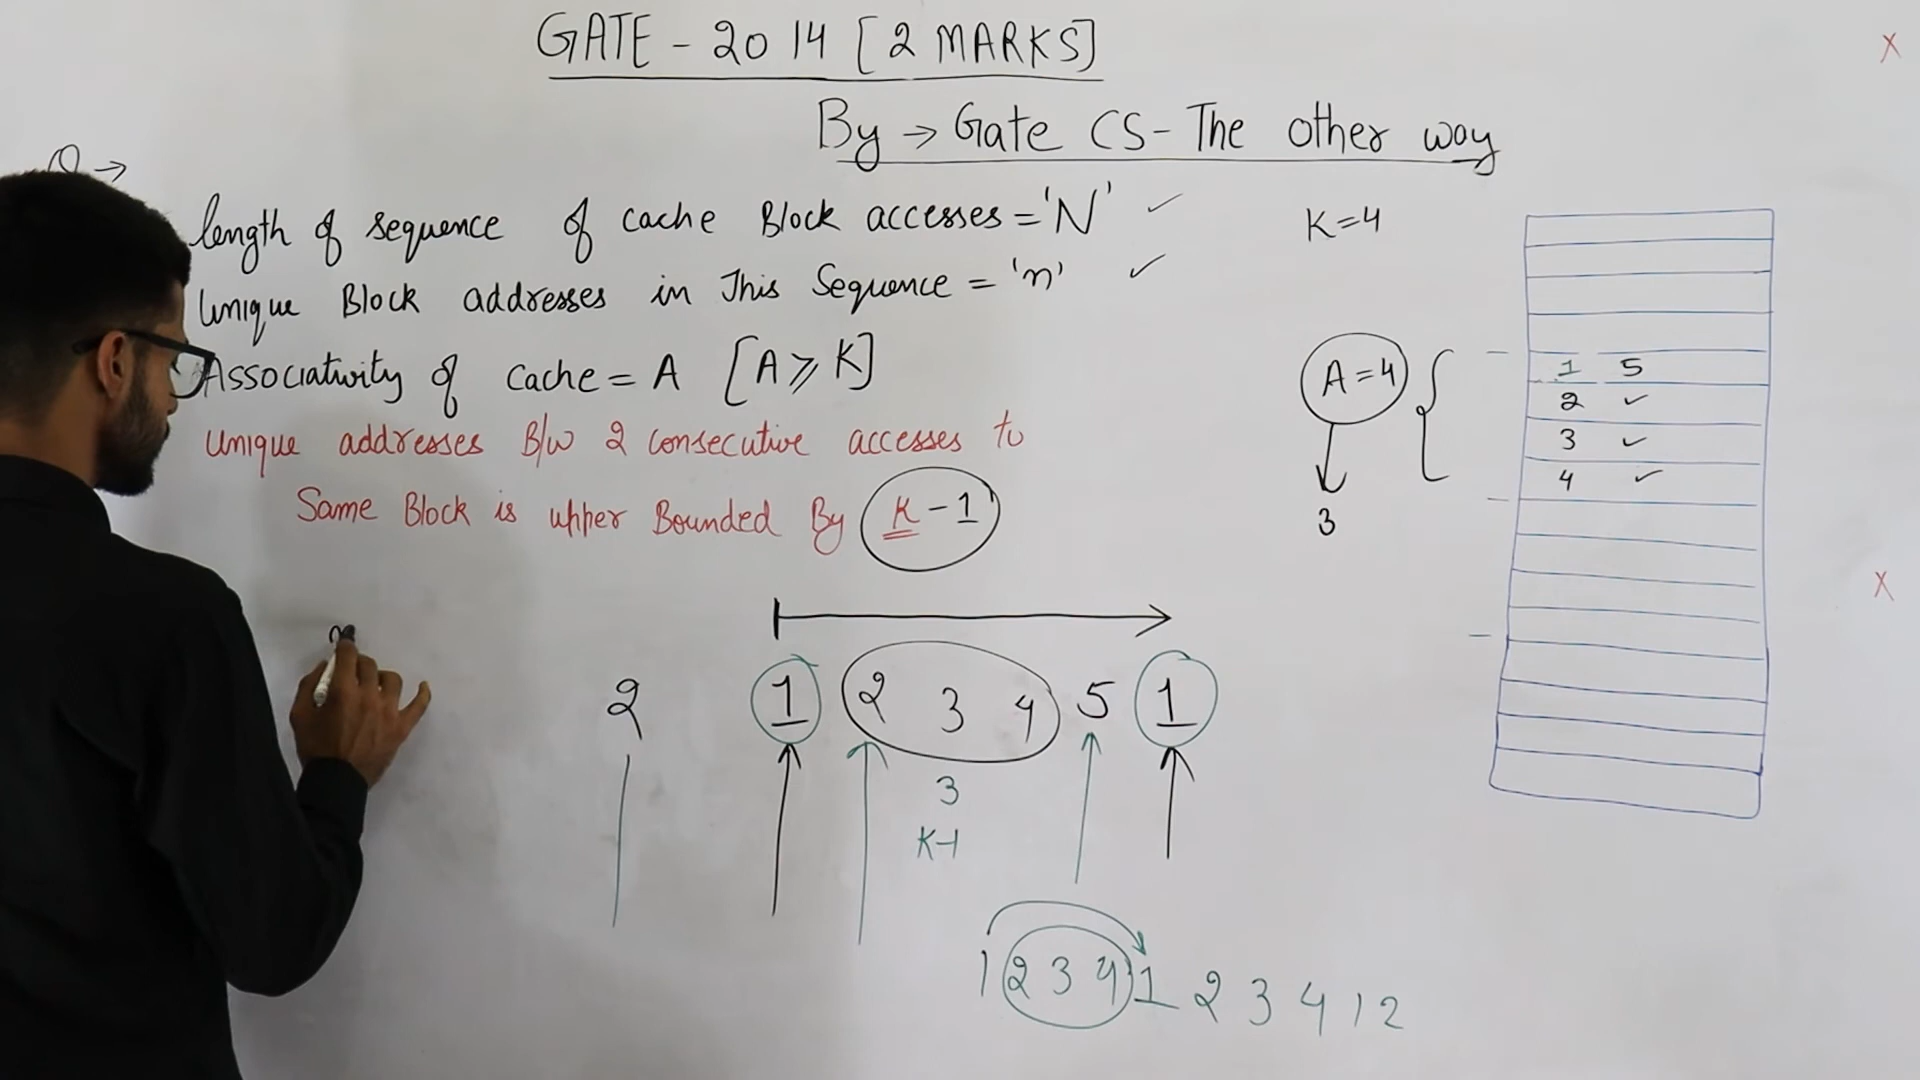 GATE - 2014 [2 MARKS]
By → Gate CS - The other way
Q →
length of sequence of cache Block accesses = 'N' ✓
Unique Block addresses in This Sequence = 'n' ✓
Associativity of cache = A [A ⩾ K]
Unique addresses B/w 2 consecutive accesses to
Same Block is upper Bounded By K - 1
K=4
A=4
3
1 5
2 ✓
3 ✓
4 ✓
2 1 2 3 4 5 1
3
K-1
1 2 3 4 1 2 3 4 1 2
X
X